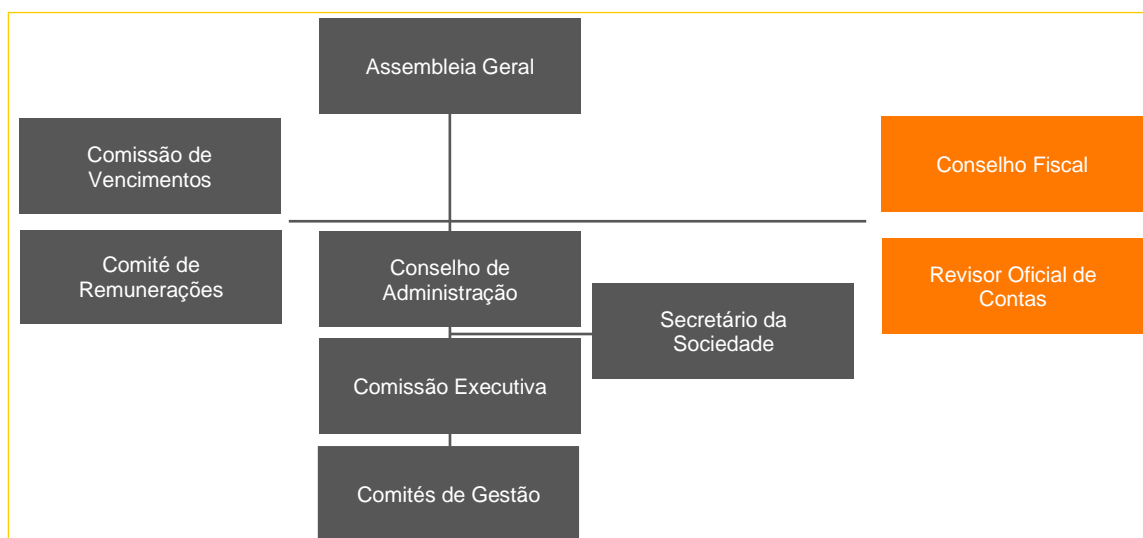 Assembleia Geral
Comissão de
Vencimentos
Conselho Fiscal
Comité de
Remunerações
Conselho de
Administração
Revisor Oficial de
Contas
Secretário da
Sociedade
Comissão Executiva
Comités de Gestão